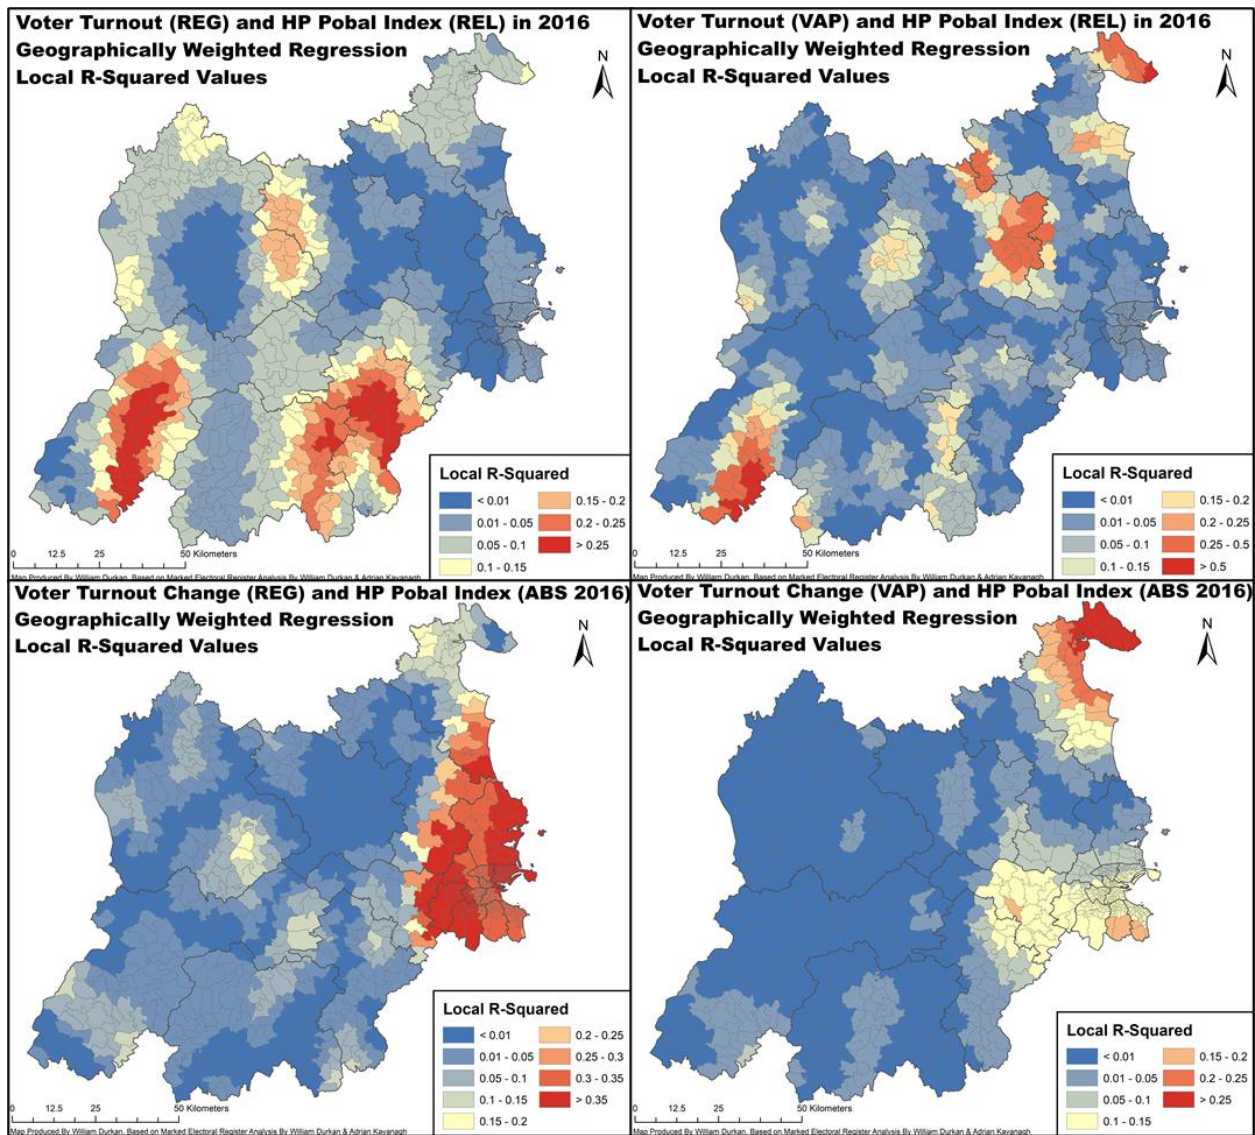 Voter Turnout (REG) and HP Pobal Index (REL) in 2016
Geographically Weighted Regression
Local R-Squared Values
N
Local R-Squared
< 0.01
0.01 - 0.05
0.05 - 0.1
0.1 - 0.15
0.15 - 0.2
0.2 - 0.25
> 0.25
0 12.5 25 50 Kilometers
Map Produced By William Durkan, Based on Marked Electoral Register Analysis By William Durkan & Adrian Kavanagh
Voter Turnout (VAP) and HP Pobal Index (REL) in 2016
Geographically Weighted Regression
Local R-Squared Values
N
Local R-Squared
< 0.01
0.01 - 0.05
0.05 - 0.1
0.1 - 0.15
0.15 - 0.2
0.2 - 0.25
0.25 - 0.5
> 0.5
0 12.5 25 50 Kilometers
Map Produced By William Durkan, Based on Marked Electoral Register Analysis By William Durkan & Adrian Kavanagh
Voter Turnout Change (REG) and HP Pobal Index (ABS 2016)
Geographically Weighted Regression
Local R-Squared Values
N
Local R-Squared
< 0.01
0.01 - 0.05
0.05 - 0.1
0.1 - 0.15
0.15 - 0.2
0.2 - 0.25
0.25 - 0.3
0.3 - 0.35
> 0.35
0 12.5 25 50 Kilometers
Map Produced By William Durkan, Based on Marked Electoral Register Analysis By William Durkan & Adrian Kavanagh
Voter Turnout Change (VAP) and HP Pobal Index (ABS 2016)
Geographically Weighted Regression
Local R-Squared Values
N
Local R-Squared
< 0.01
0.01 - 0.05
0.05 - 0.1
0.1 - 0.15
0.15 - 0.2
0.2 - 0.25
> 0.25
0 12.5 25 50 Kilometers
Map Produced By William Durkan, Based on Marked Electoral Register Analysis By William Durkan & Adrian Kavanagh